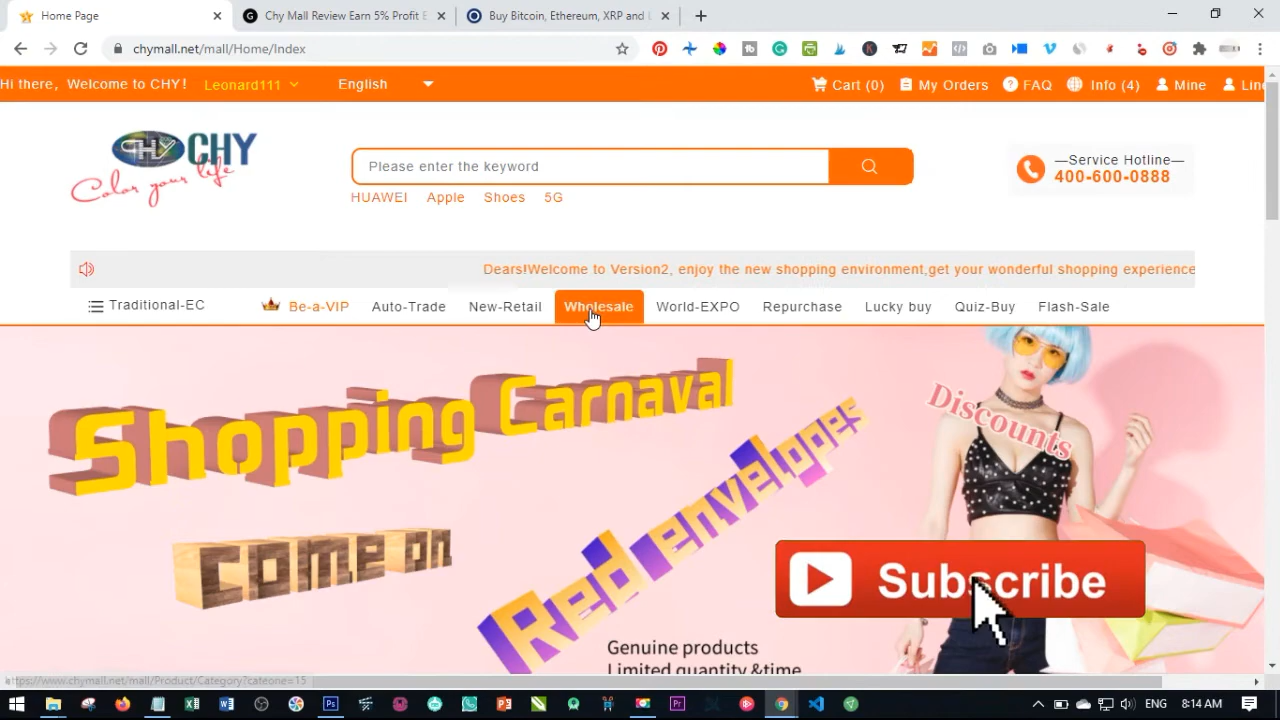 Home Page
Chy Mall Review Earn 5% Profit E
Buy Bitcoin, Ethereum, XRP and
chymall.net/mall/Home/Index
Hi there，Welcome to CHY！ Leonard111 English Cart (0) My Orders FAQ Info (4) Mine
CHY CHY
Color your life
Please enter the keyword
HUAWEI Apple Shoes 5G
—Service Hotline—
400-600-0888
Dears!Welcome to Version2, enjoy the new shopping environment,get your wonderful shopping experience
Traditional-EC Be-a-VIP Auto-Trade New-Retail Wholesale World-EXPO Repurchase Lucky buy Quiz-Buy Flash-Sale
Shopping Carnaval
Discounts
come on
Red envelopes
Subscribe
Genuine products
Limited quantity &time
https://www.chymall.net/mall/Product/Category?cateone=15
ENG 8:14 AM